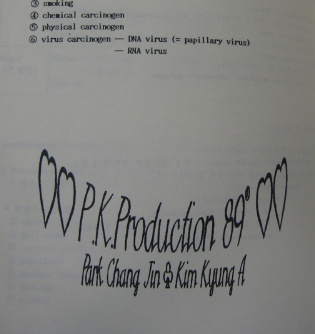 ③ smoking
④ chemical carcinogen
⑤ physical carcinogen
⑥ virus carcinogen — DNA virus (= papillary virus)
— RNA virus
P.K.Production 89°
Park Chang Jin ♧ Kim Kyung A